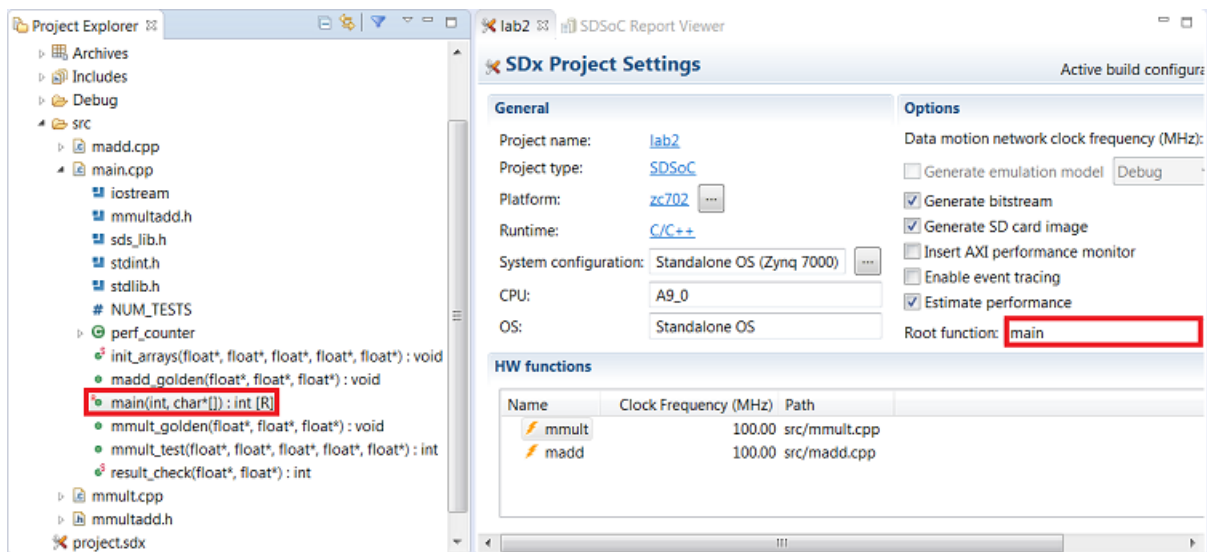 Project Explorer
Archives
Includes
Debug
src
madd.cpp
main.cpp
iostream
mmultadd.h
sds_lib.h
stdint.h
stdlib.h
# NUM_TESTS
perf_counter
init_arrays(float*, float*, float*, float*, float*) : void
madd_golden(float*, float*, float*) : void
main(int, char*[]) : int [R]
mmult_golden(float*, float*, float*) : void
mmult_test(float*, float*, float*, float*, float*) : int
result_check(float*, float*) : int
mmult.cpp
mmultadd.h
project.sdx
lab2 SDSoC Report Viewer
SDx Project Settings
Active build configura
General
Project name: lab2
Project type: SDSoC
Platform: zc702 ...
Runtime: C/C++
System configuration: Standalone OS (Zynq 7000) ...
CPU: A9_0
OS: Standalone OS
Options
Data motion network clock frequency (MHz):
Generate emulation model Debug
Generate bitstream
Generate SD card image
Insert AXI performance monitor
Enable event tracing
Estimate performance
Root function: main
HW functions
Name Clock Frequency (MHz) Path
mmult 100.00 src/mmult.cpp
madd 100.00 src/madd.cpp